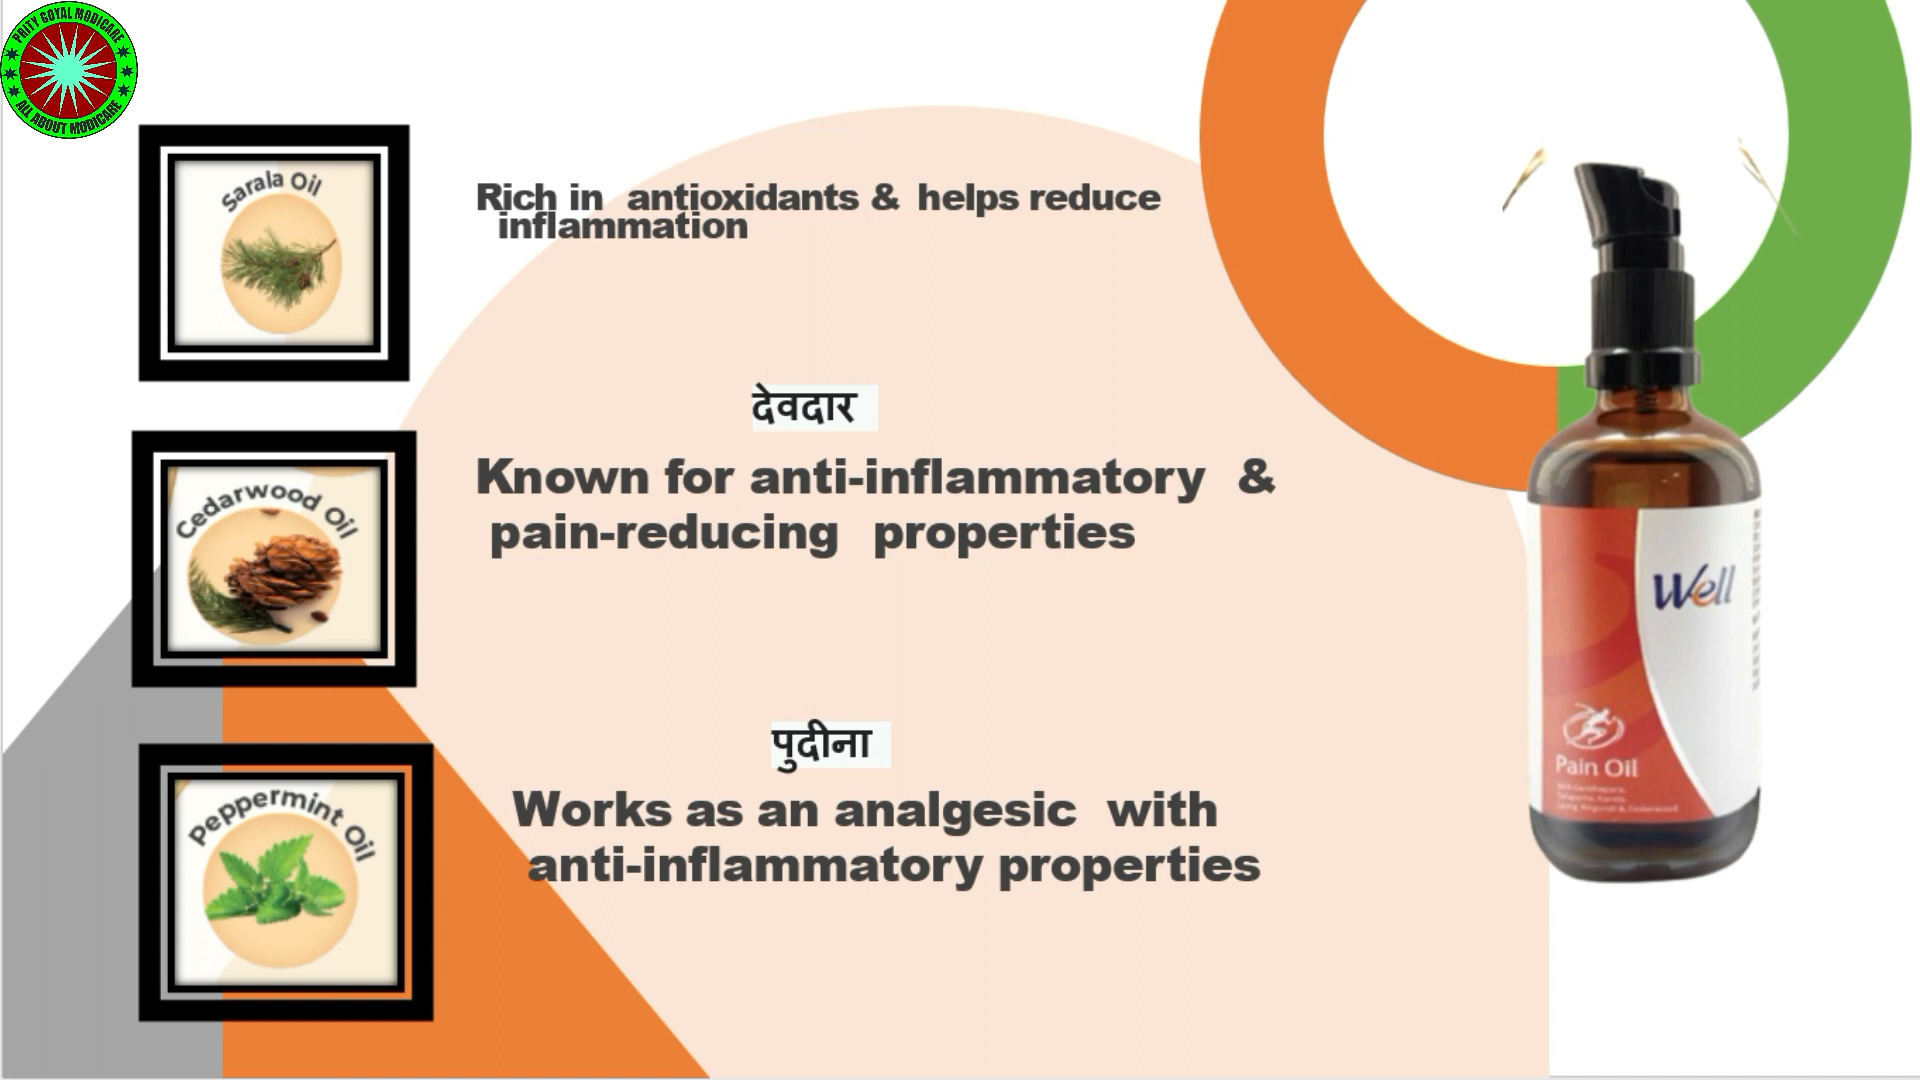 PRITY GOYAL MODICARE
ALL ABOUT MODICARE
Sarala Oil
Rich in antioxidants & helps reduce
inflammation
देवदार
Cedarwood Oil
Known for anti-inflammatory &
pain-reducing properties
पुदीना
Peppermint Oil
Works as an analgesic with
anti-inflammatory properties
Well
Pain Oil